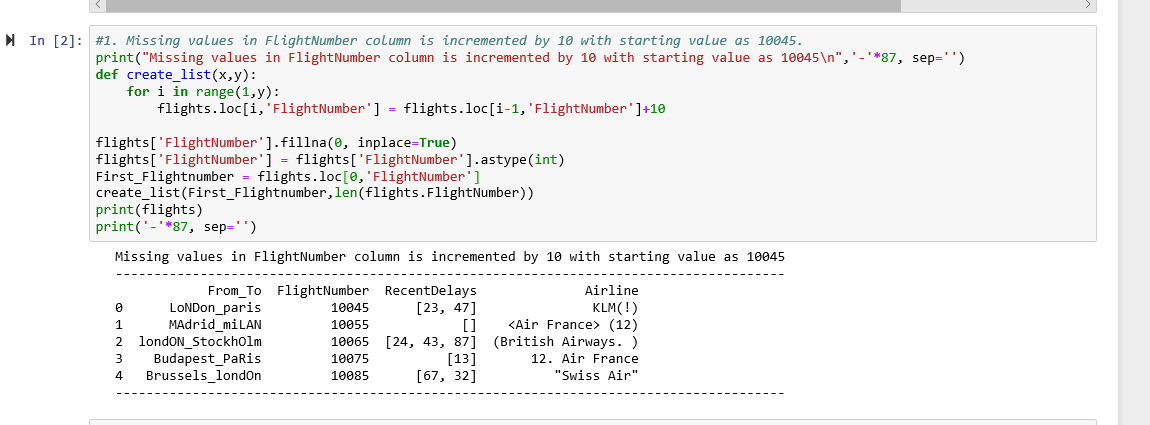 In [2]:
#1. Missing values in FlightNumber column is incremented by 10 with starting value as 10045.
print("Missing values in FlightNumber column is incremented by 10 with starting value as 10045\n",'-'*87, sep='')
def create_list(x,y):
    for i in range(1,y):
        flights.loc[i,'FlightNumber'] = flights.loc[i-1,'FlightNumber']+10

flights['FlightNumber'].fillna(0, inplace=True)
flights['FlightNumber'] = flights['FlightNumber'].astype(int)
First_Flightnumber = flights.loc[0,'FlightNumber']
create_list(First_Flightnumber,len(flights.FlightNumber))
print(flights)
print('-'*87, sep='')
Missing values in FlightNumber column is incremented by 10 with starting value as 10045
---------------------------------------------------------------------------------------
            From_To  FlightNumber  RecentDelays              Airline
0      LoNDon_paris         10045      [23, 47]               KLM(!)
1      MAdrid_miLAN         10055            []    <Air France> (12)
2  londON_StockhOlm         10065  [24, 43, 87]  (British Airways. )
3    Budapest_PaRis         10075          [13]       12. Air France
4   Brussels_londOn         10085      [67, 32]          "Swiss Air"
---------------------------------------------------------------------------------------